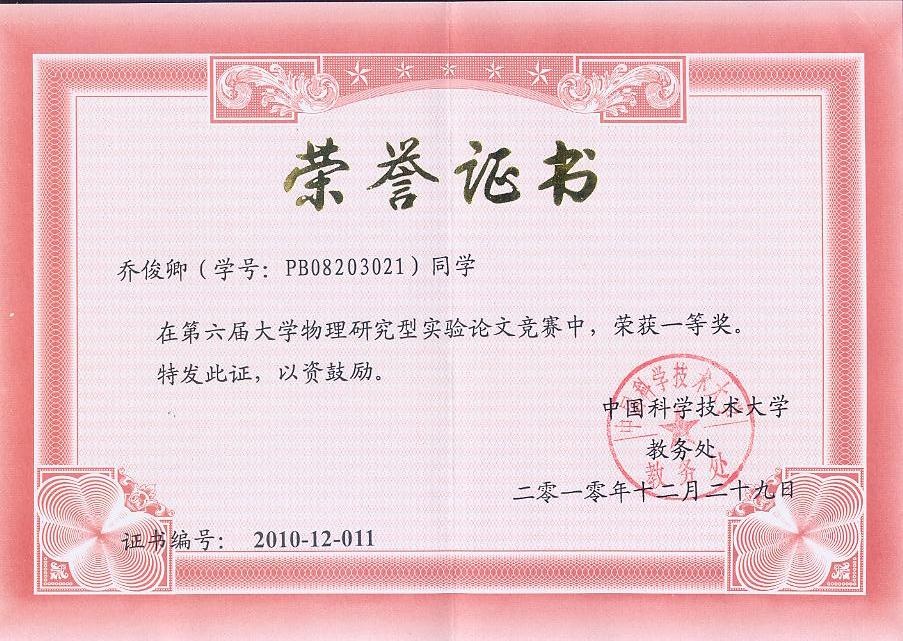 荣誉证书
乔俊卿（学号：PB08203021）同学
在第六届大学物理研究型实验论文竞赛中，荣获一等奖。
特发此证，以资鼓励。
中国科学技术大学
教务处
二零一零年十二月二十九日
中国科学技术大学
教务处
证书编号： 2010-12-011